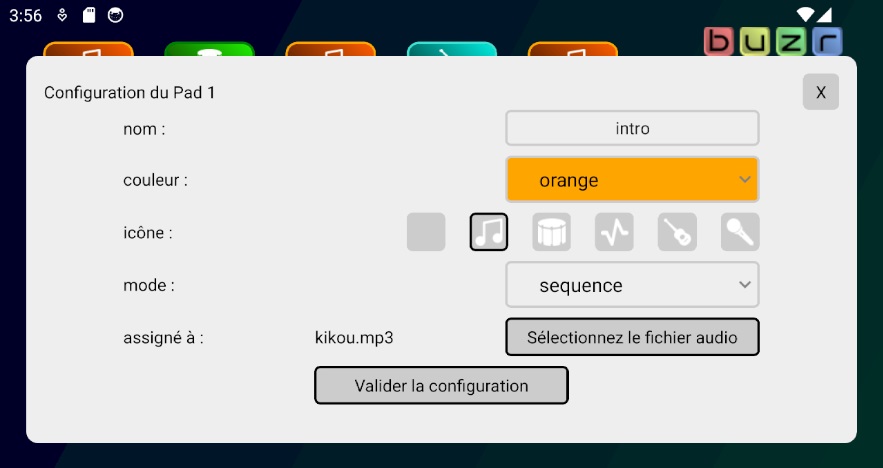 3:56
buzr
Configuration du Pad 1
X
nom :
intro
couleur :
orange
icône :
mode :
sequence
assigné à :
kikou.mp3
Sélectionnez le fichier audio
Valider la configuration